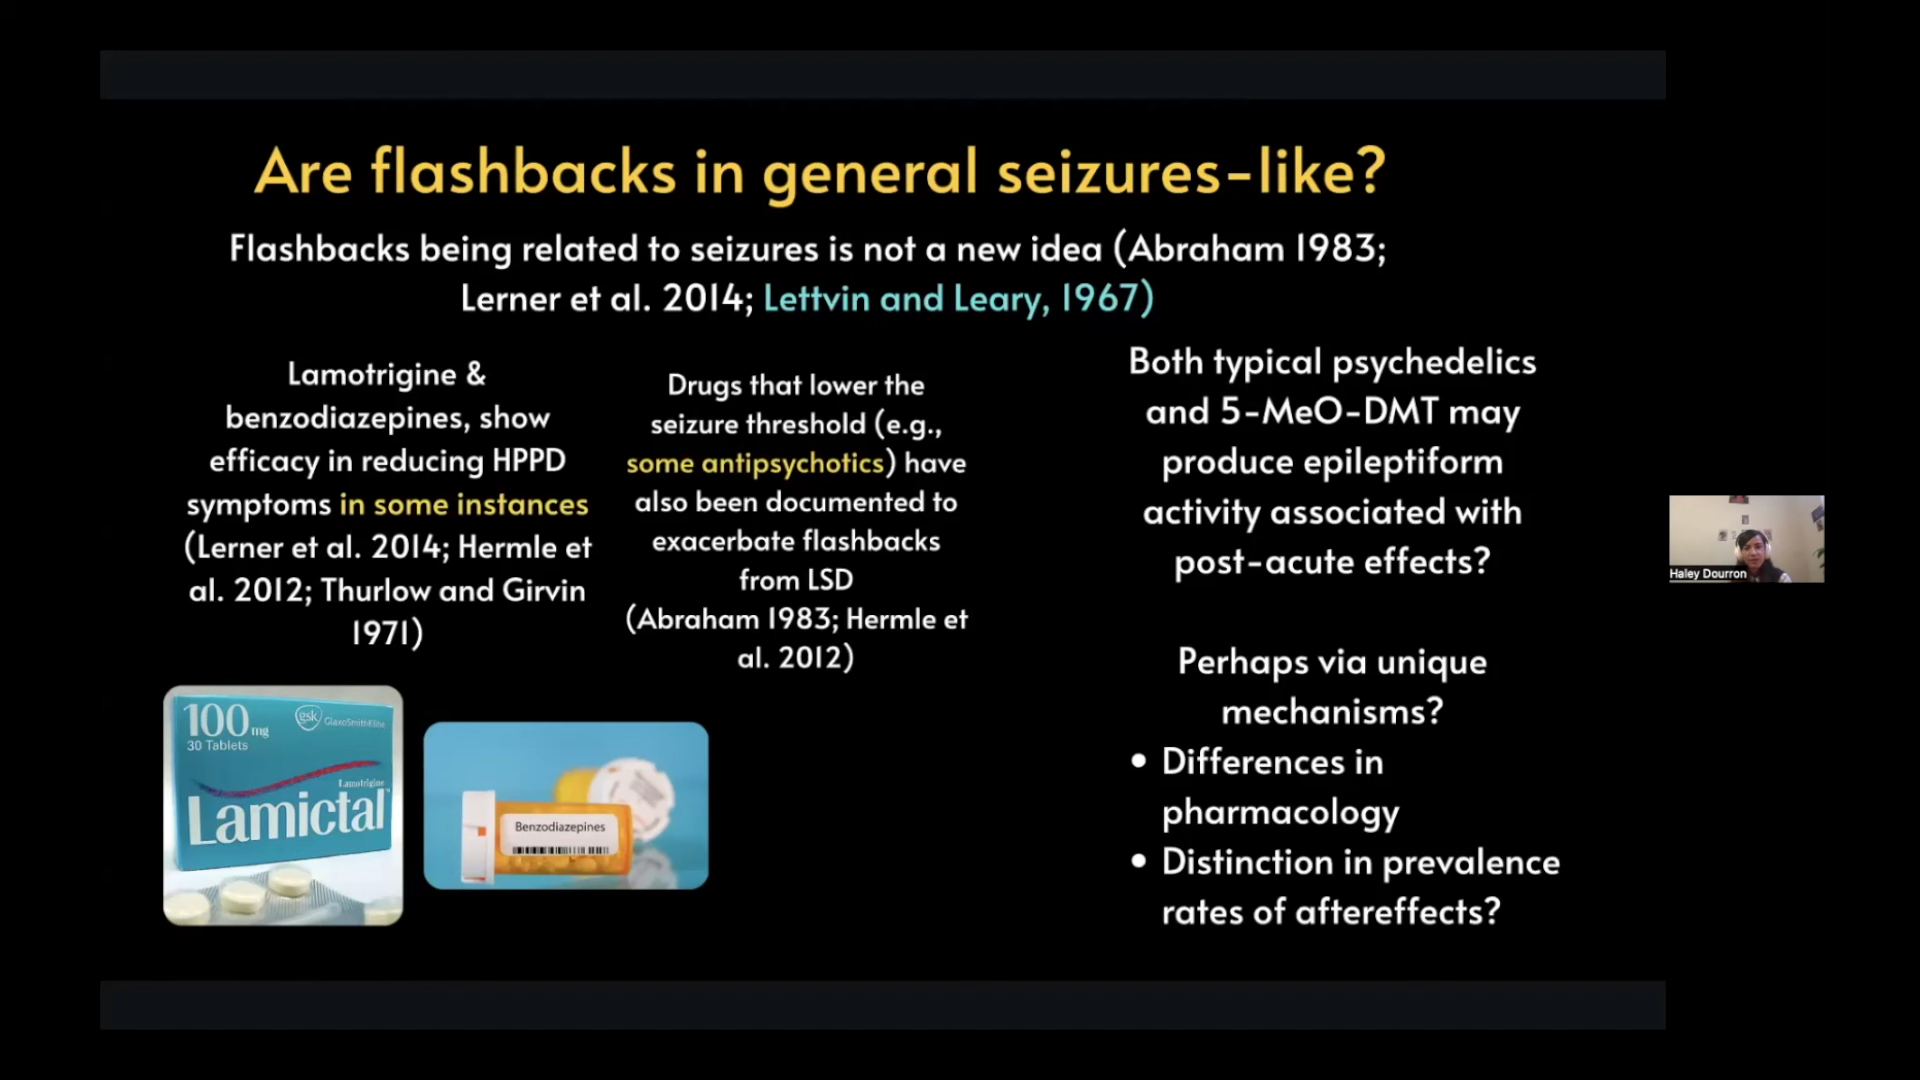 Are flashbacks in general seizures-like?
Flashbacks being related to seizures is not a new idea (Abraham 1983;
Lerner et al. 2014; Lettvin and Leary, 1967)
Lamotrigine &
benzodiazepines, show
efficacy in reducing HPPD
symptoms in some instances
(Lerner et al. 2014; Hermle et
al. 2012; Thurlow and Girvin
1971)
Drugs that lower the
seizure threshold (e.g.,
some antipsychotics) have
also been documented to
exacerbate flashbacks
from LSD
(Abraham 1983; Hermle et
al. 2012)
Both typical psychedelics
and 5-MeO-DMT may
produce epileptiform
activity associated with
post-acute effects?
Perhaps via unique
mechanisms?
• Differences in
pharmacology
• Distinction in prevalence
rates of aftereffects?
100mg
30 Tablets
gsk GlaxoSmithKline
Lamotrigine
Lamictal
Benzodiazepines
Haley Dourron